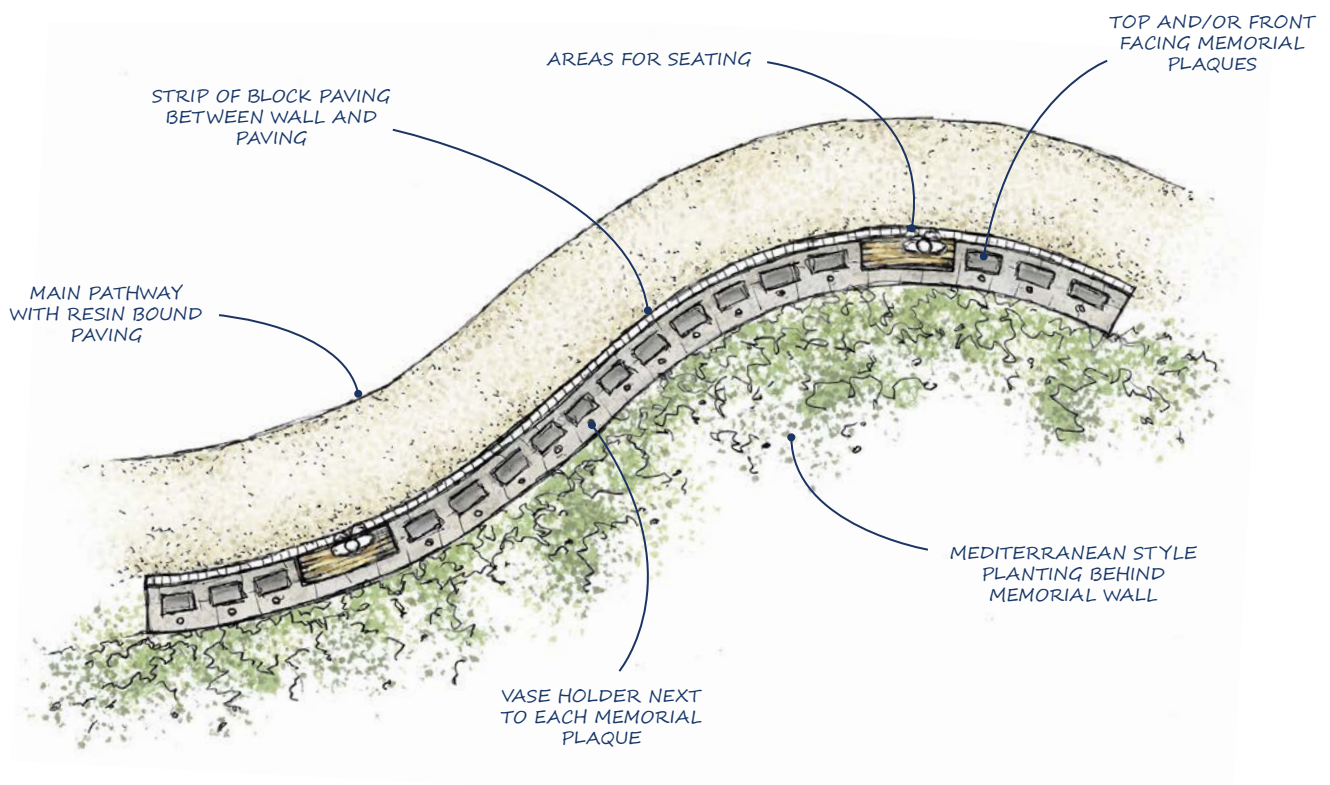 TOP AND/OR FRONT
FACING MEMORIAL
PLAQUES
AREAS FOR SEATING
STRIP OF BLOCK PAVING
BETWEEN WALL AND
PAVING
MAIN PATHWAY
WITH RESIN BOUND
PAVING
MEDITERRANEAN STYLE
PLANTING BEHIND
MEMORIAL WALL
VASE HOLDER NEXT
TO EACH MEMORIAL
PLAQUE